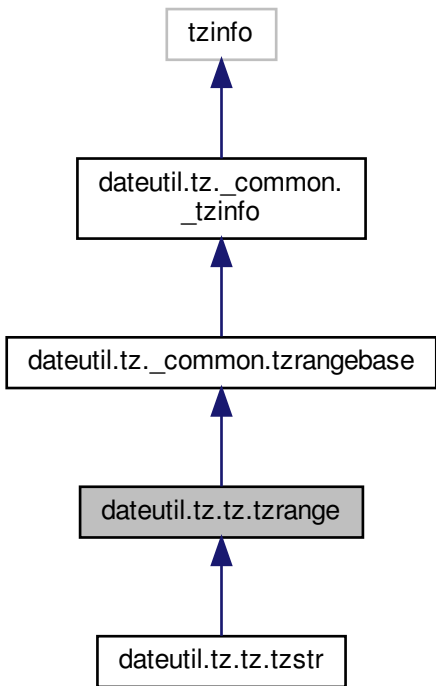 tzinfo
dateutil.tz._common.
_tzinfo
dateutil.tz._common.tzrangebase
dateutil.tz.tz.tzrange
dateutil.tz.tz.tzstr